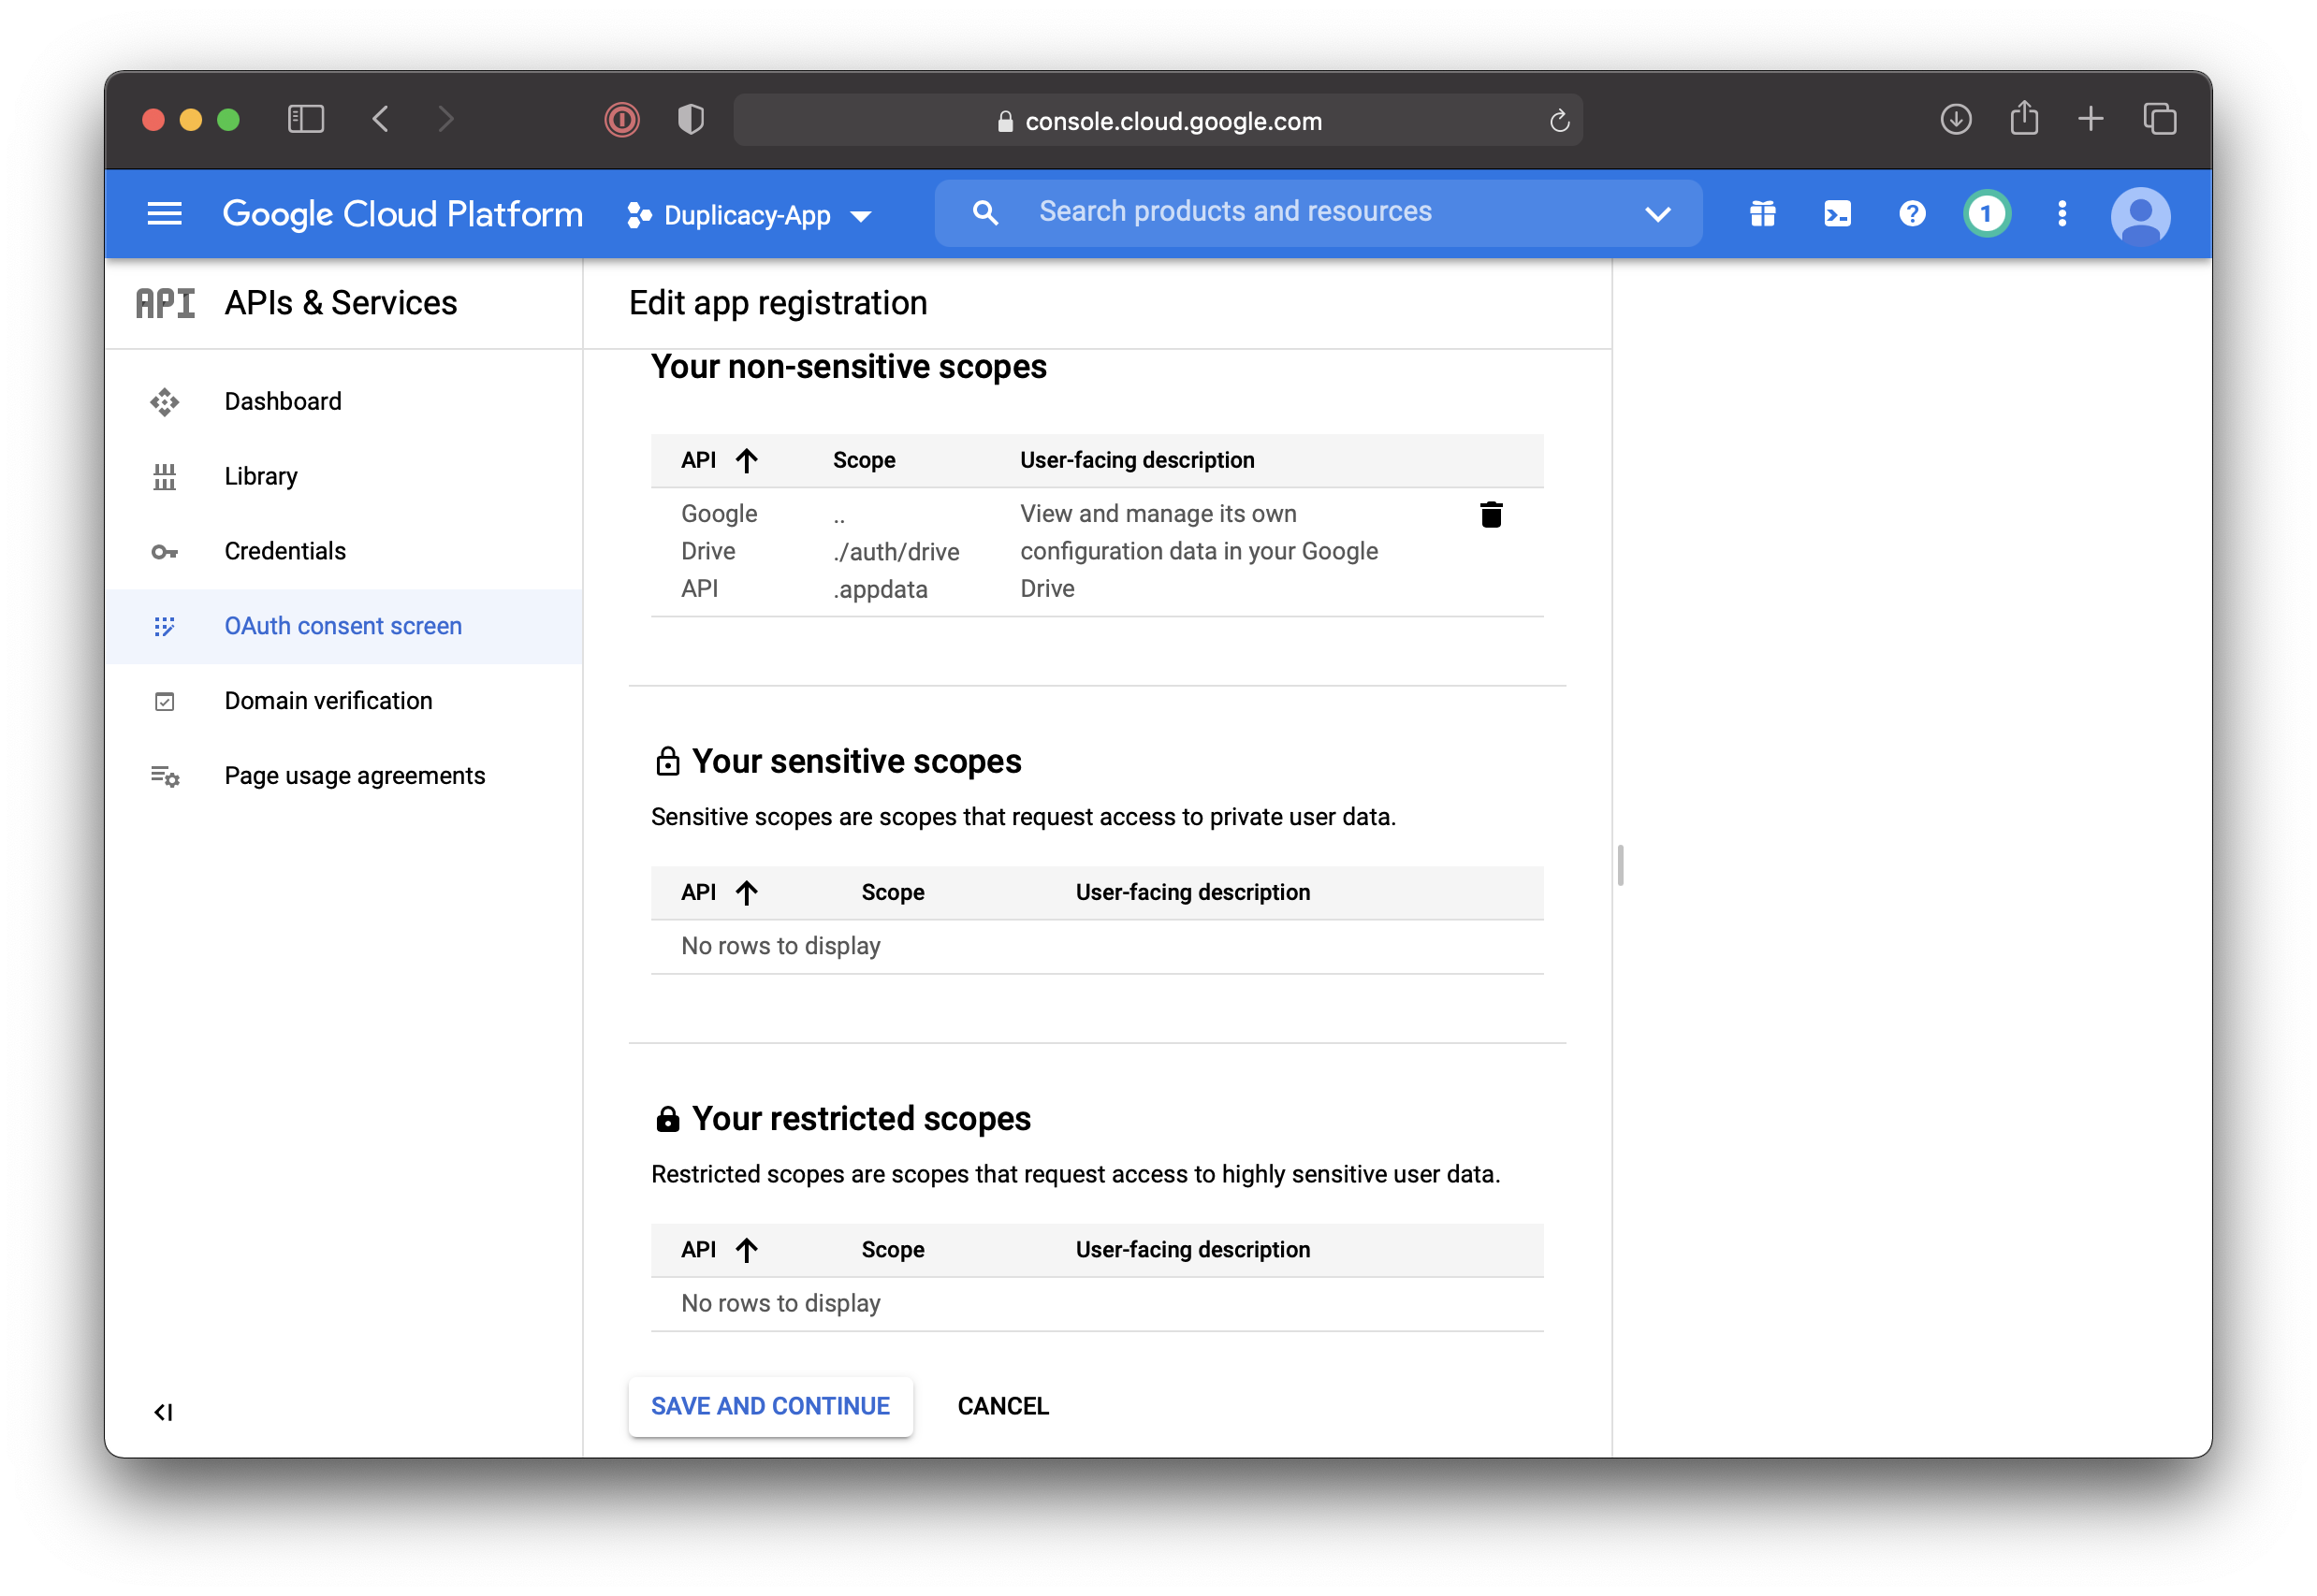 console.cloud.google.com
Google Cloud Platform
Duplicacy-App
Search products and resources
?
1
API
APIs & Services
Edit app registration
Dashboard
Library
Credentials
OAuth consent screen
Domain verification
Page usage agreements
Your non-sensitive scopes
API Scope User-facing description
Google .. View and manage its own
Drive ./auth/drive configuration data in your Google
API .appdata Drive
Your sensitive scopes
Sensitive scopes are scopes that request access to private user data.
API Scope User-facing description
No rows to display
Your restricted scopes
Restricted scopes are scopes that request access to highly sensitive user data.
API Scope User-facing description
No rows to display
SAVE AND CONTINUE CANCEL